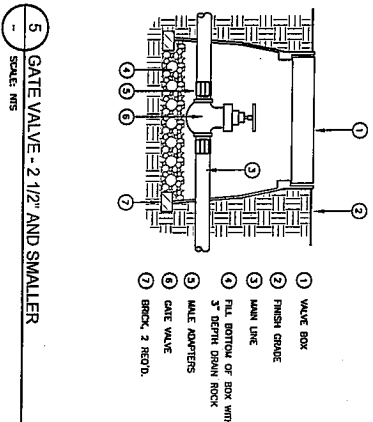 1
2
3
4
5
6
7
1 VALVE BOX
2 FINISH GRADE
3 MAIN LINE
4 FILL BOTTOM OF BOX WITH
3" DEPTH DRAIN ROCK
5 MALE ADAPTERS
6 GATE VALVE
7 BRICK, 2 REQ'D.
5
-
GATE VALVE - 2 1/2" AND SMALLER
SCALE: NTS